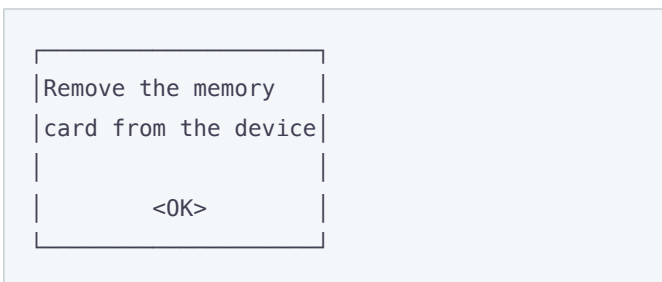 Remove the memory
card from the device
<OK>